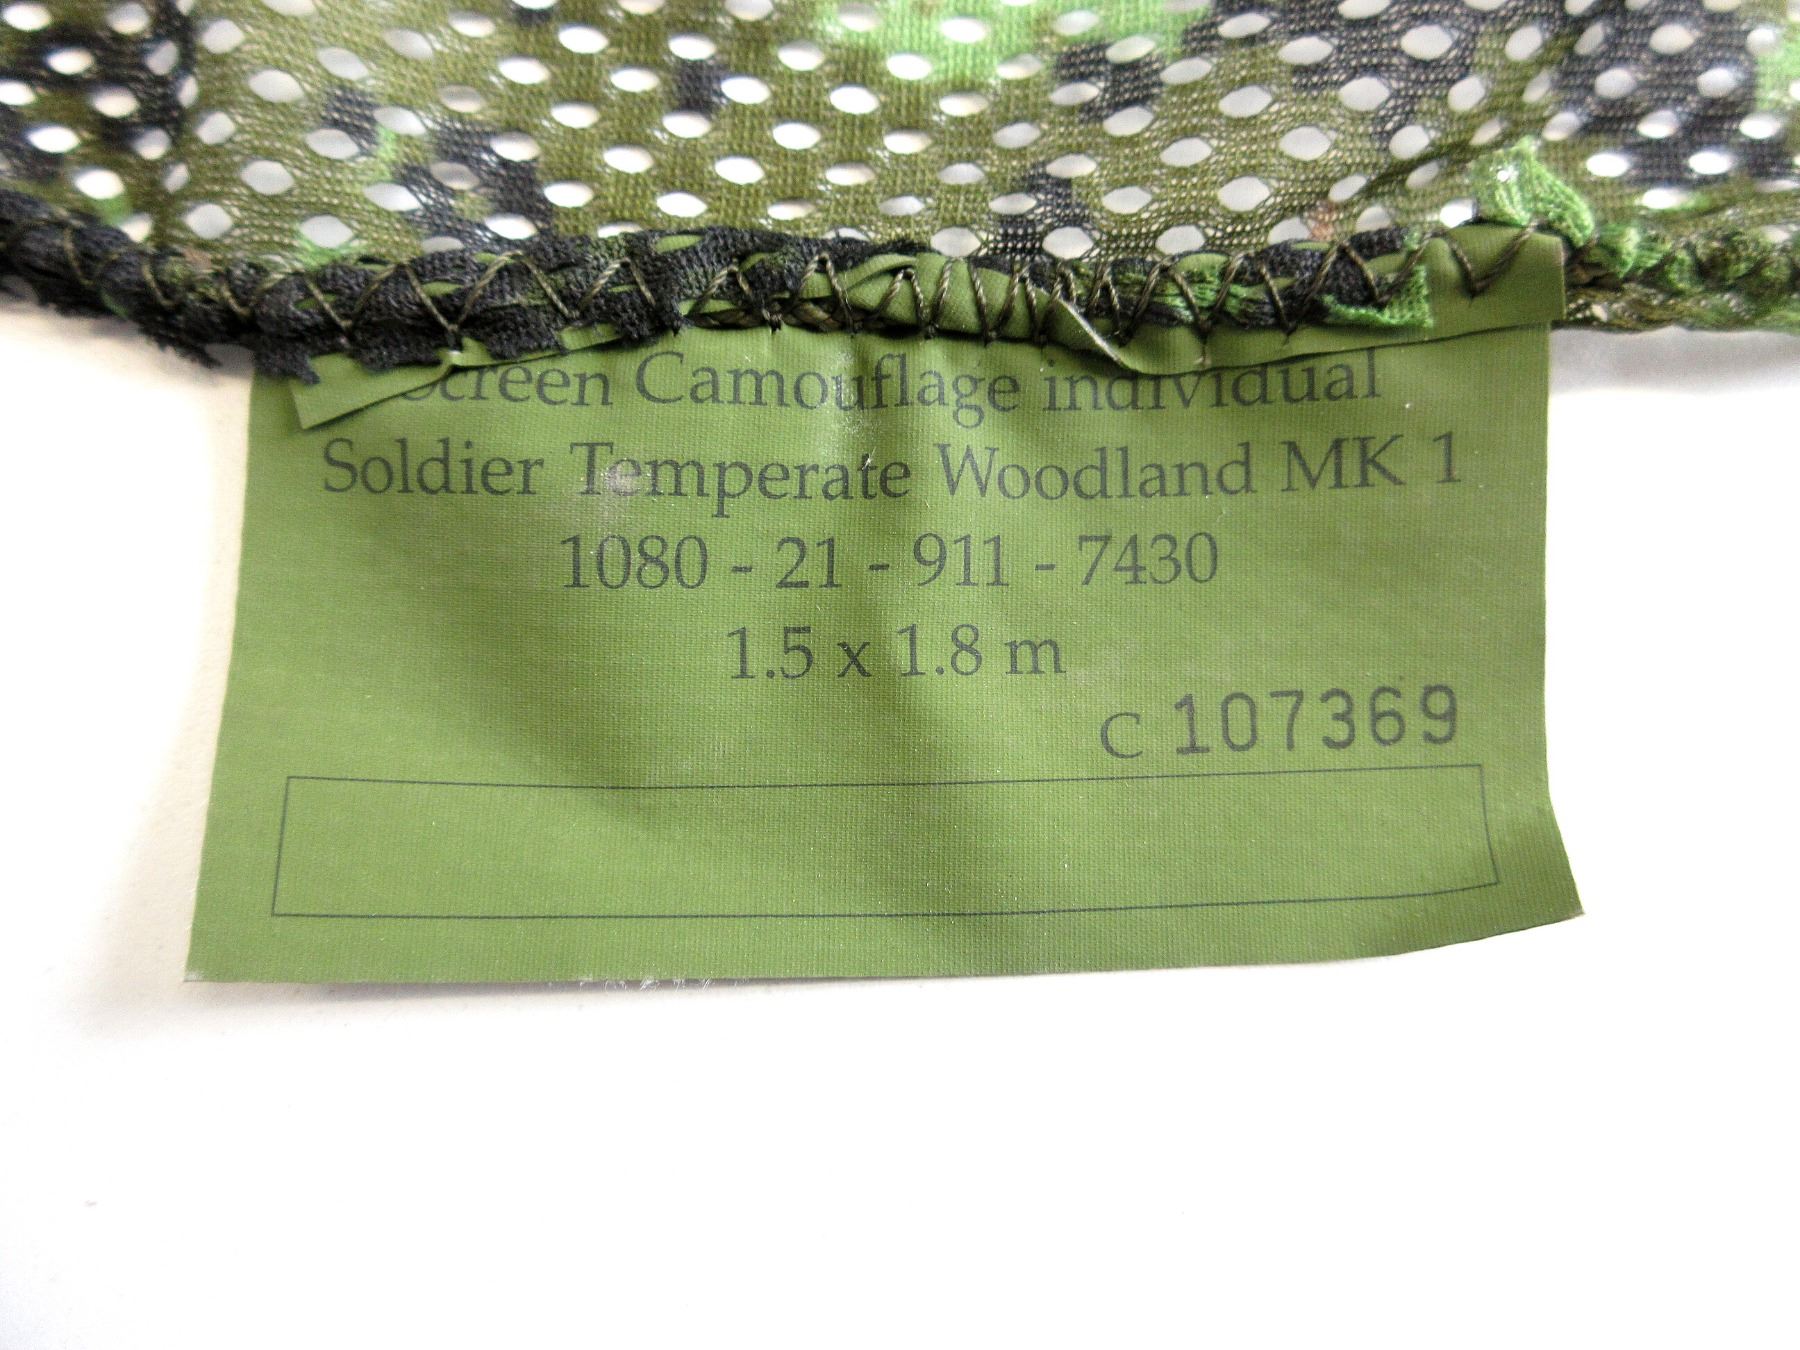 Screen Camouflage individual
Soldier Temperate Woodland MK 1
1080 - 21 - 911 - 7430
1.5 x 1.8 m
C 107369